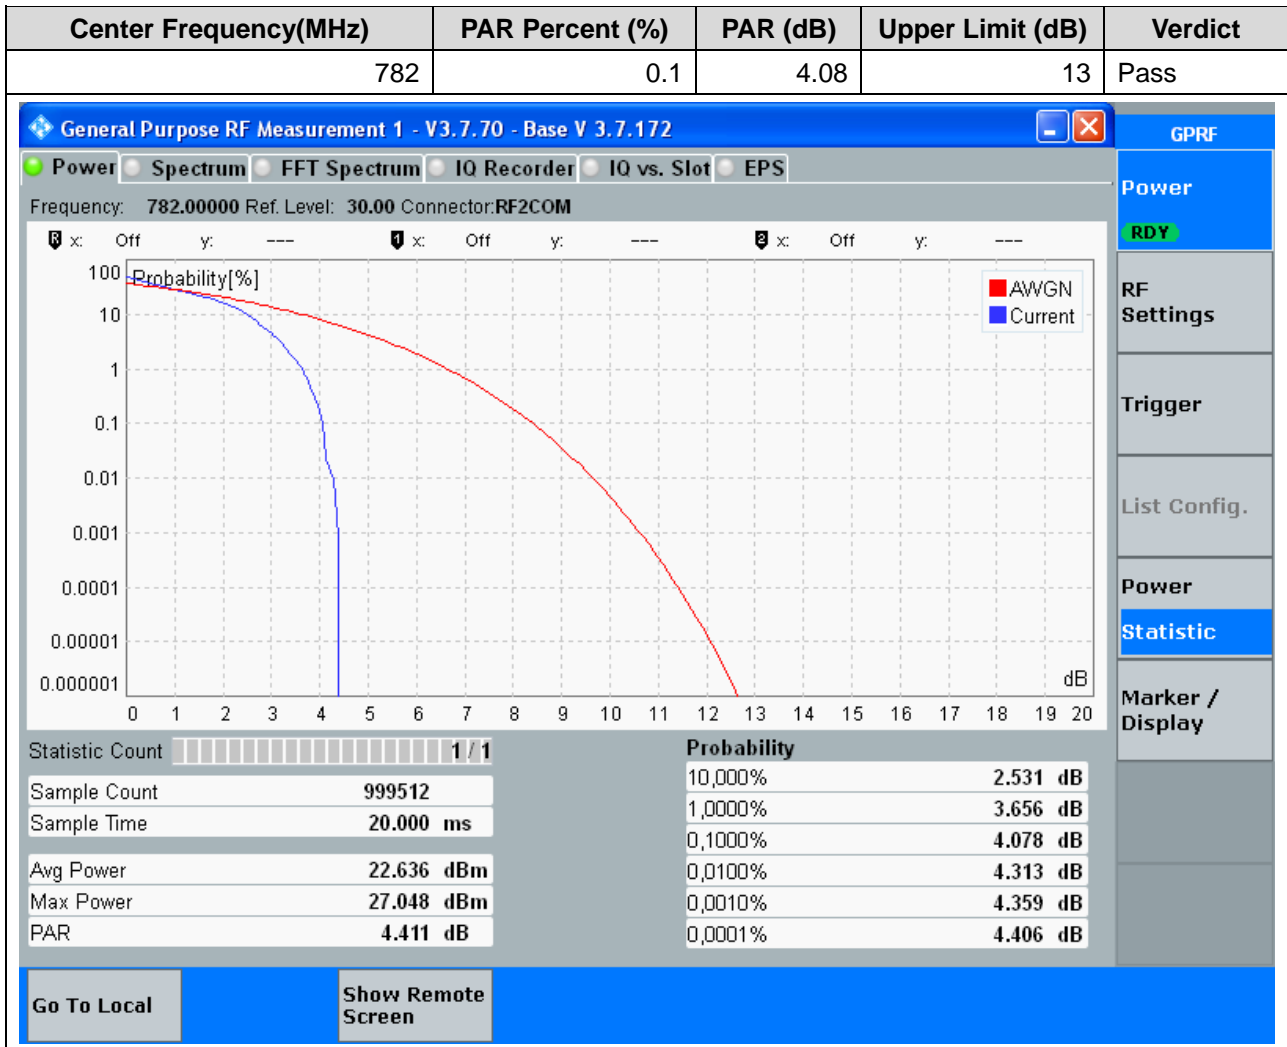 Center Frequency(MHz) PAR Percent (%) PAR (dB) Upper Limit (dB) Verdict
782 0.1 4.08 13 Pass
General Purpose RF Measurement 1 - V3.7.70 - Base V 3.7.172
GPRF
Power Spectrum FFT Spectrum IQ Recorder IQ vs. Slot EPS
Power
RDY
Frequency: 782.00000 Ref. Level: 30.00 Connector:RF2COM
R x: Off y: --- 1 x: Off y: --- 2 x: Off y: ---
Probability[%]
100
10
1
0.1
0.01
0.001
0.0001
0.00001
0.000001
AWGN
Current
dB
0 1 2 3 4 5 6 7 8 9 10 11 12 13 14 15 16 17 18 19 20
RF
Settings
Trigger
List Config.
Power
Statistic
Marker /
Display
Statistic Count 1 / 1
Sample Count 999512
Sample Time 20.000 ms
Avg Power 22.636 dBm
Max Power 27.048 dBm
PAR 4.411 dB
Probability
10,000% 2.531 dB
1,0000% 3.656 dB
0,1000% 4.078 dB
0,0100% 4.313 dB
0,0010% 4.359 dB
0,0001% 4.406 dB
Go To Local
Show Remote
Screen